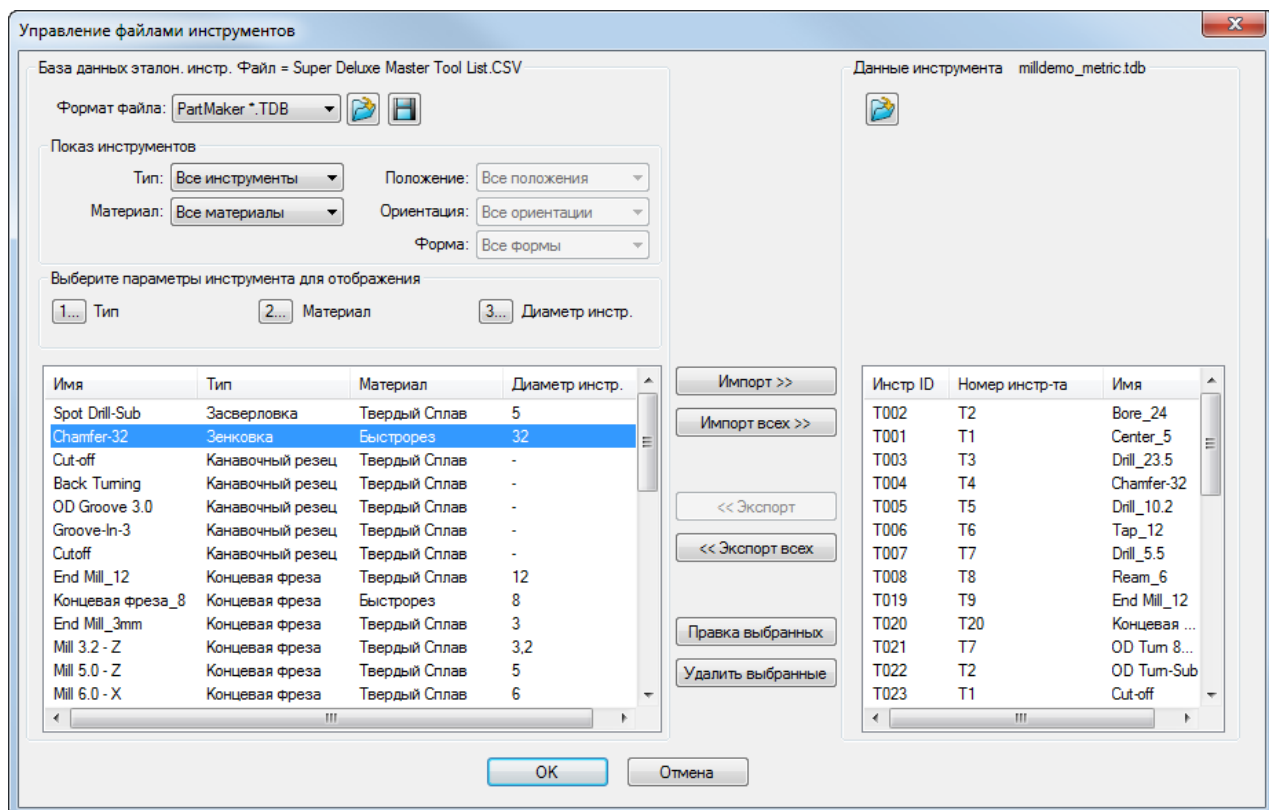 Управление файлами инструментов
База данных эталон. инстр. Файл = Super Deluxe Master Tool List.CSV
Формат файла: PartMaker *.TDB
Показ инструментов
Тип: Все инструменты Положение: Все положения
Материал: Все материалы Ориентация: Все ориентации
Форма: Все формы
Выберите параметры инструмента для отображения
1... Тип 2... Материал 3... Диаметр инстр.
Имя Тип Материал Диаметр инстр.
Spot Drill-Sub Засверловка Твердый Сплав 5
Chamfer-32 Зенковка Быстрорез 32
Cut-off Канавочный резец Твердый Сплав -
Back Turning Канавочный резец Твердый Сплав -
OD Groove 3.0 Канавочный резец Твердый Сплав -
Groove-In-3 Канавочный резец Твердый Сплав -
Cutoff Канавочный резец Твердый Сплав -
End Mill_12 Концевая фреза Твердый Сплав 12
Концевая фреза_8 Концевая фреза Быстрорез 8
End Mill_3mm Концевая фреза Твердый Сплав 3
Mill 3.2 - Z Концевая фреза Твердый Сплав 3,2
Mill 5.0 - Z Концевая фреза Твердый Сплав 5
Mill 6.0 - X Концевая фреза Твердый Сплав 6
Импорт >>
Импорт всех >>
<< Экспорт
<< Экспорт всех
Правка выбранных
Удалить выбранные
Данные инструмента milldemo_metric.tdb
Инстр ID Номер инстр-та Имя
T002 T2 Bore_24
T001 T1 Center_5
T003 T3 Drill_23.5
T004 T4 Chamfer-32
T005 T5 Drill_10.2
T006 T6 Tap_12
T007 T7 Drill_5.5
T008 T8 Ream_6
T019 T9 End Mill_12
T020 T20 Концевая ...
T021 T7 OD Turn 8...
T022 T2 OD Turn-Sub
T023 T1 Cut-off
OK Отмена